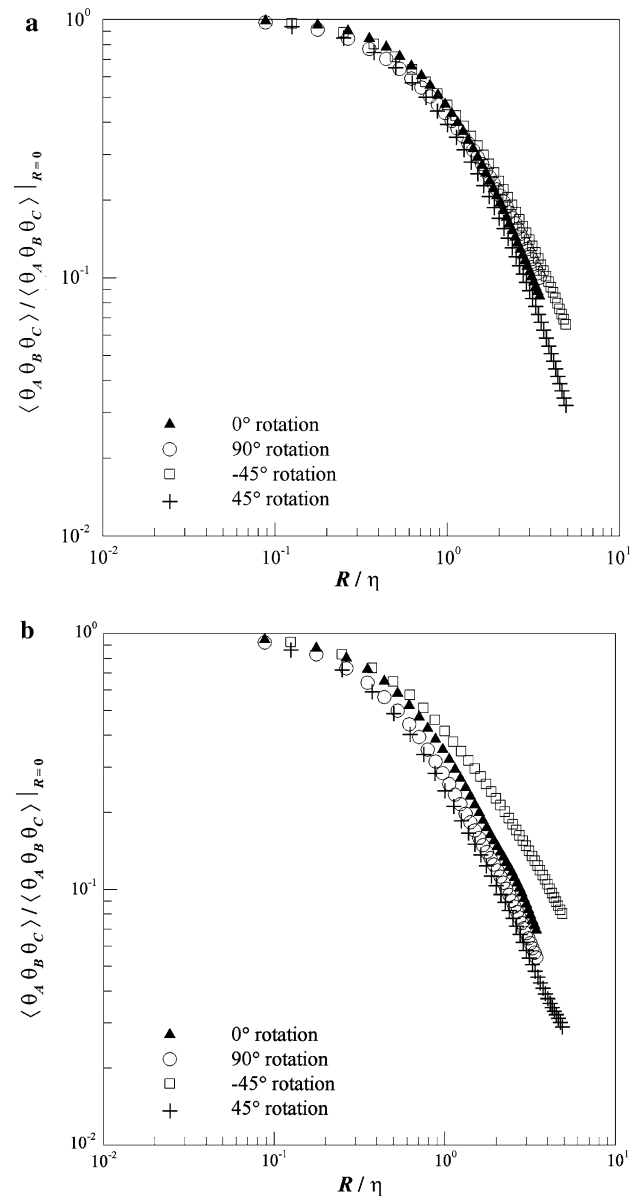 a
10^0
10^-1
10^-2
⟨ θ_A θ_B θ_C ⟩ / ⟨ θ_A θ_B θ_C ⟩ |_{R=0}
0° rotation
90° rotation
-45° rotation
45° rotation
10^-2
10^-1
10^0
10^1
R / η
b
10^0
10^-1
10^-2
⟨ θ_A θ_B θ_C ⟩ / ⟨ θ_A θ_B θ_C ⟩ |_{R=0}
0° rotation
90° rotation
-45° rotation
45° rotation
10^-2
10^-1
10^0
10^1
R / η